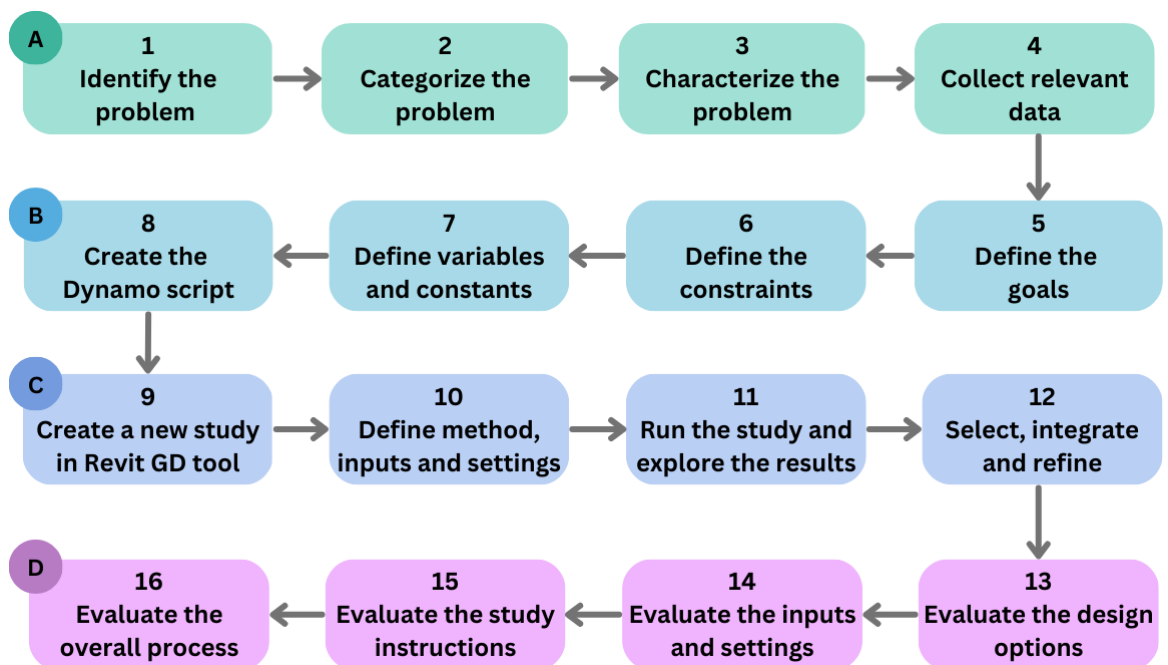 A
1
Identify the
problem
2
Categorize the
problem
3
Characterize the
problem
4
Collect relevant
data
B
8
Create the
Dynamo script
7
Define variables
and constants
6
Define the
constraints
5
Define the
goals
C
9
Create a new study
in Revit GD tool
10
Define method,
inputs and settings
11
Run the study and
explore the results
12
Select, integrate
and refine
D
16
Evaluate the
overall process
15
Evaluate the study
instructions
14
Evaluate the inputs
and settings
13
Evaluate the design
options